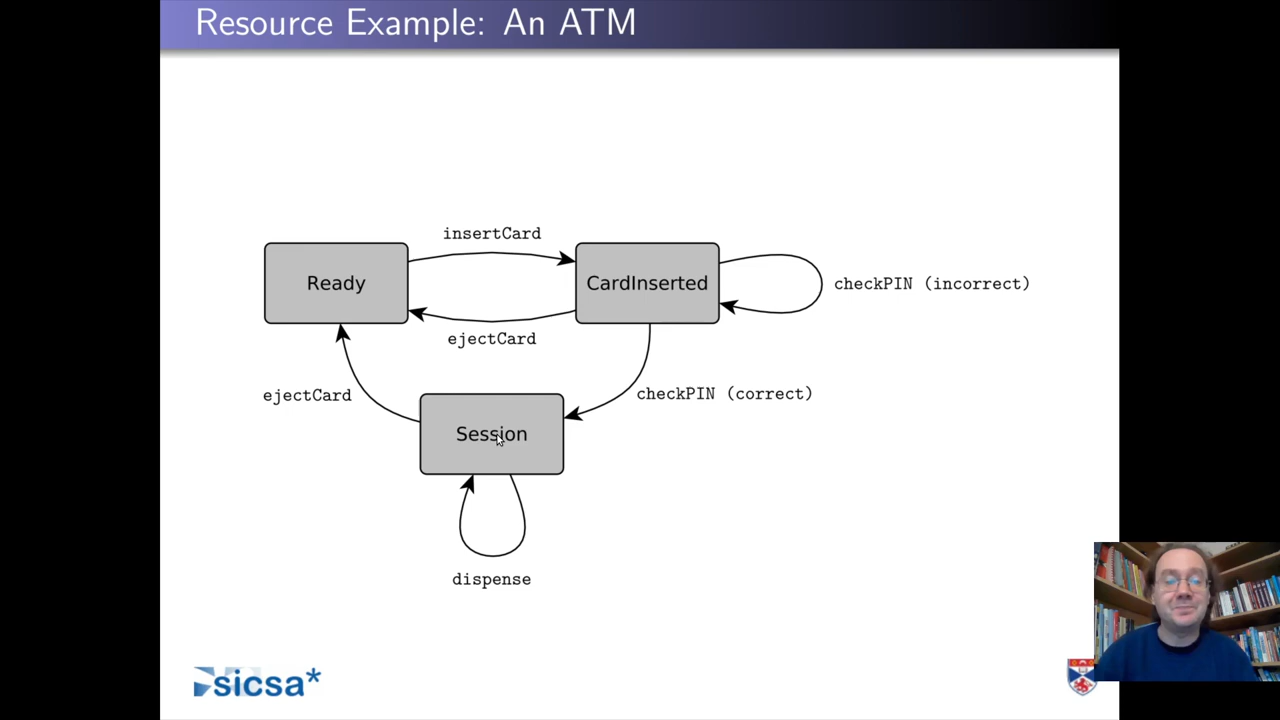 Resource Example: An ATM
insertCard
Ready
CardInserted
checkPIN (incorrect)
ejectCard
ejectCard
checkPIN (correct)
Session
dispense
sicsa*